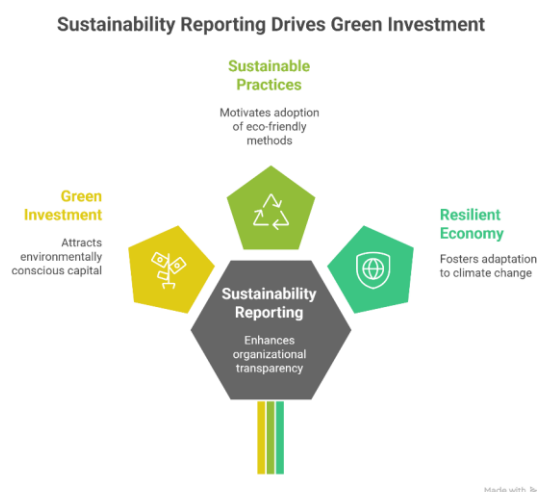 Sustainability Reporting Drives Green Investment
Sustainable
Practices
Motivates adoption
of eco-friendly
methods
Green
Investment
Attracts
environmentally
conscious capital
Resilient
Economy
Fosters adaptation
to climate change
Sustainability
Reporting
Enhances
organizational
transparency
Made with